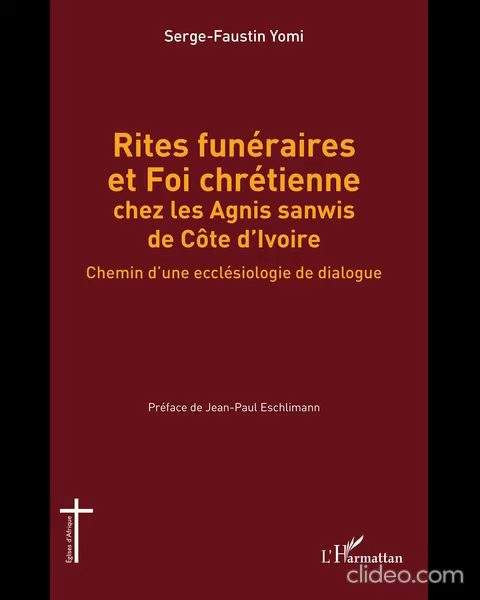 Serge-Faustin Yomi
Rites funéraires
et Foi chrétienne
chez les Agnis sanwis
de Côte d'Ivoire
Chemin d'une ecclésiologie de dialogue
Préface de Jean-Paul Eschlimann
Églises d'Afrique
L'Harmattan
clideo.com